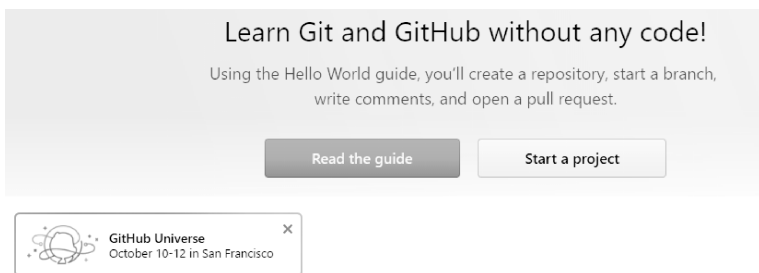 Learn Git and GitHub without any code!
Using the Hello World guide, you'll create a repository, start a branch,
write comments, and open a pull request.
Read the guide
Start a project
GitHub Universe
October 10-12 in San Francisco